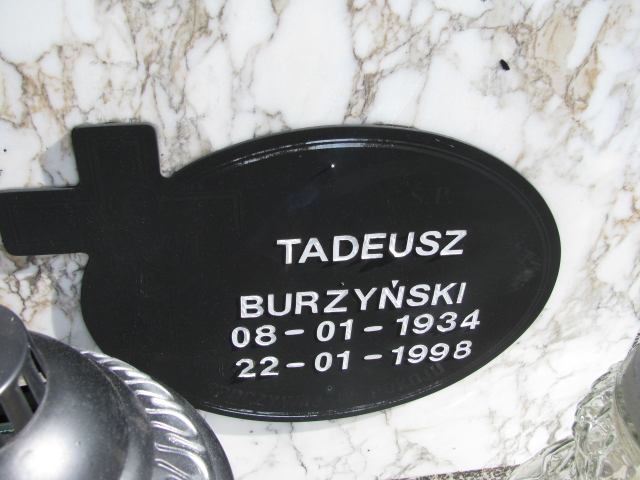 Ś.P.
TADEUSZ
BURZYŃSKI
08-01-1934
22-01-1998